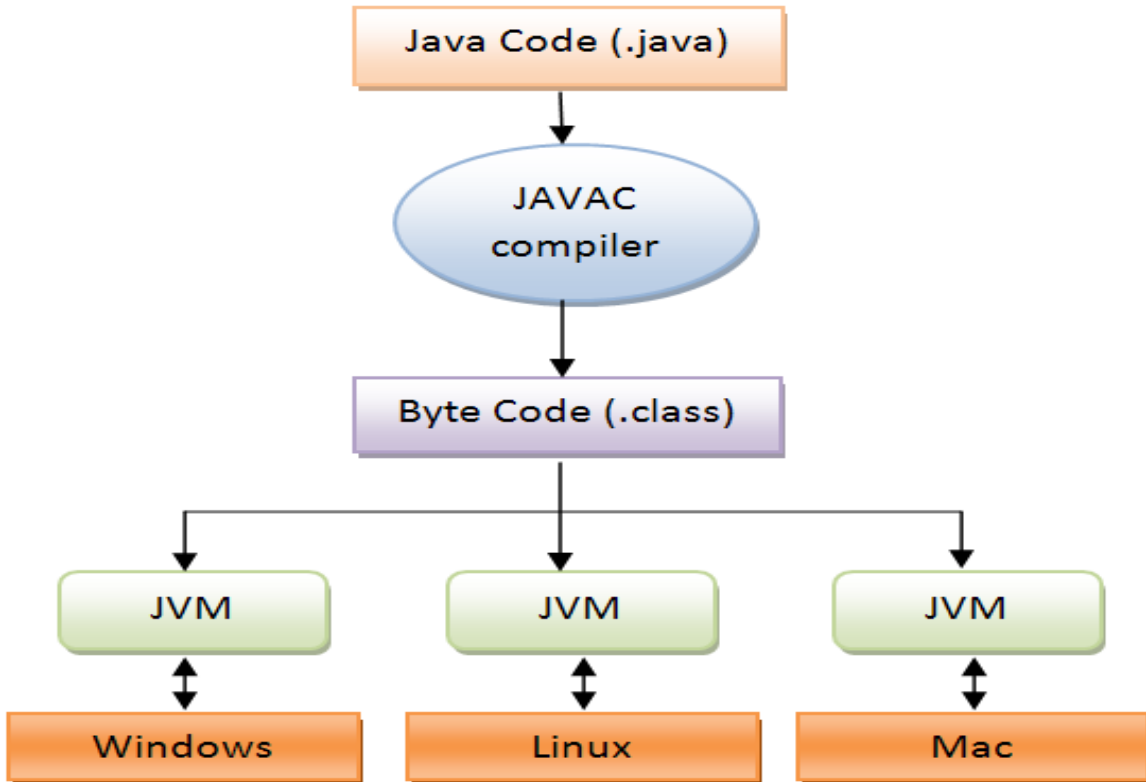 Java Code (.java)
JAVAC
compiler
Byte Code (.class)
JVM
JVM
JVM
Windows
Linux
Mac